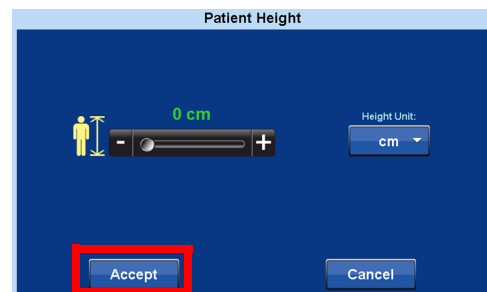 Patient Height
0 cm
Height Unit:
- +
cm
Accept
Cancel